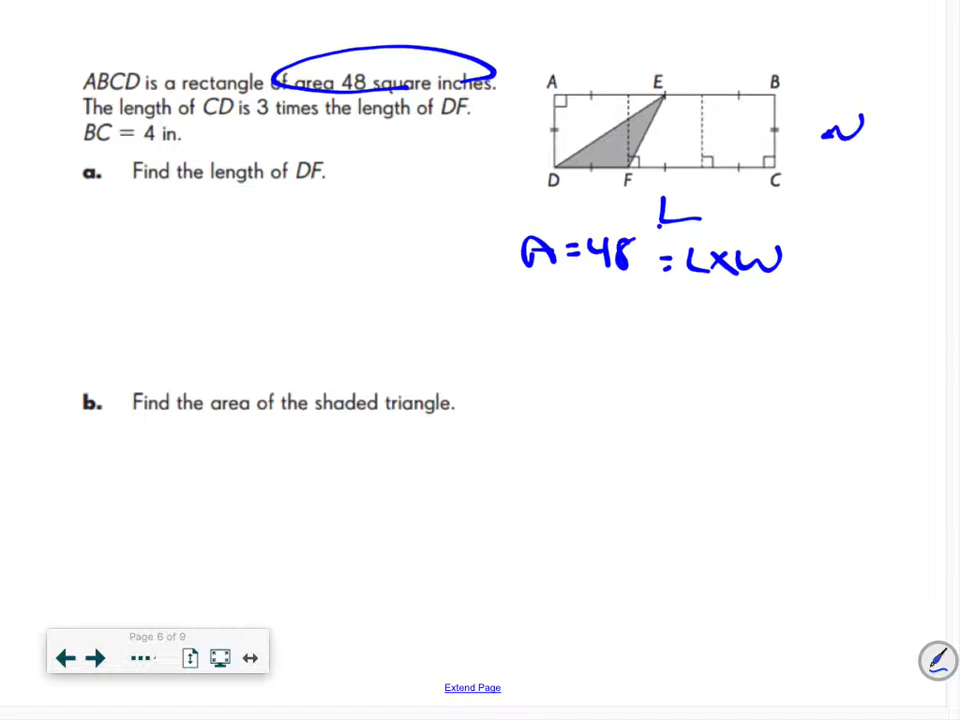 ABCD is a rectangle of area 48 square inches.
The length of CD is 3 times the length of DF.
BC = 4 in.
a. Find the length of DF.
A E B
D F C
L
A = 48 = L x W
b. Find the area of the shaded triangle.
Page 6 of 9
Extend Page